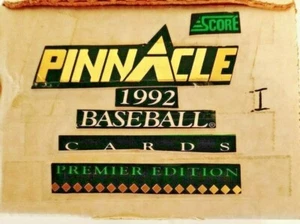 SCORE
PINNACLE
1992
I
BASEBALL®
CARDS
PREMIER EDITION